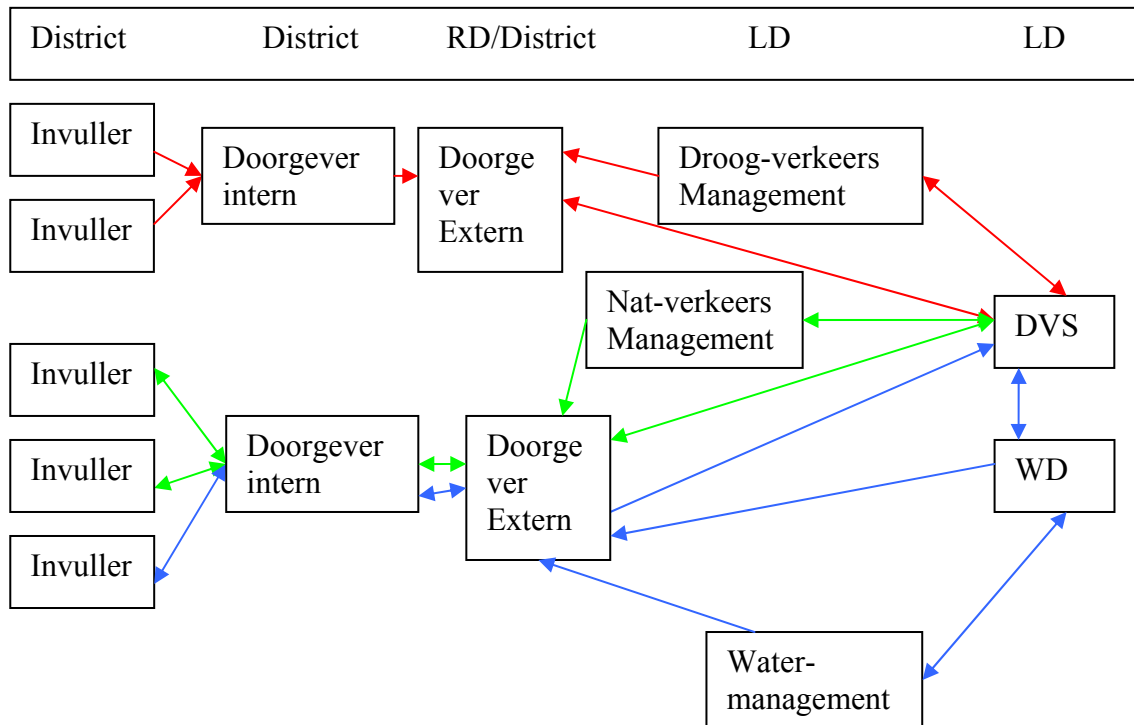 District District RD/District LD LD
Invuller
Invuller
Doorgever
intern
Doorge
ver
Extern
Droog-verkeers
Management
Nat-verkeers
Management
DVS
Invuller
Invuller
Invuller
Doorgever
intern
Doorge
ver
Extern
WD
Water-
management